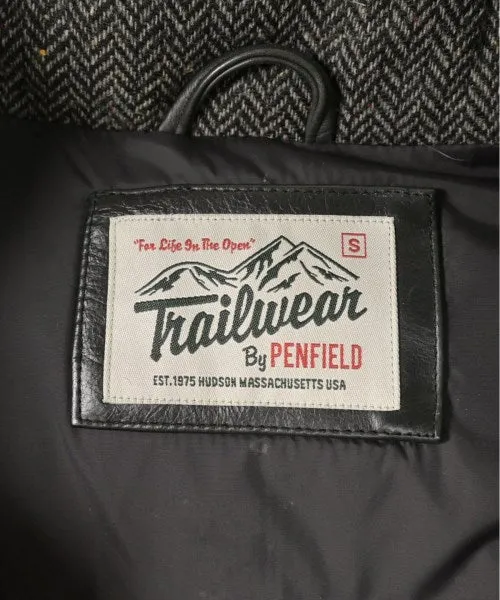 "For Life In The Open"
S
Trailwear
By PENFIELD
EST.1975 HUDSON MASSACHUSETTS USA